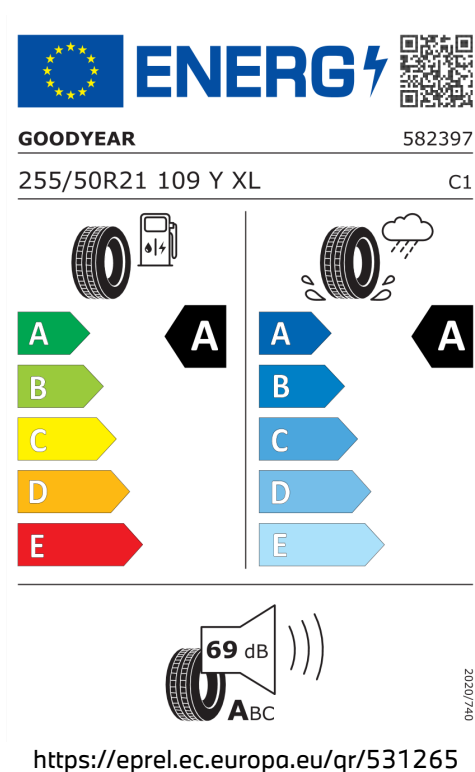 ENERG
GOODYEAR 582397
255/50R21 109 Y XL C1
A A A A
B B
C C
D D
E E
69 dB
ABC
2020/740
https://eprel.ec.europa.eu/qr/531265